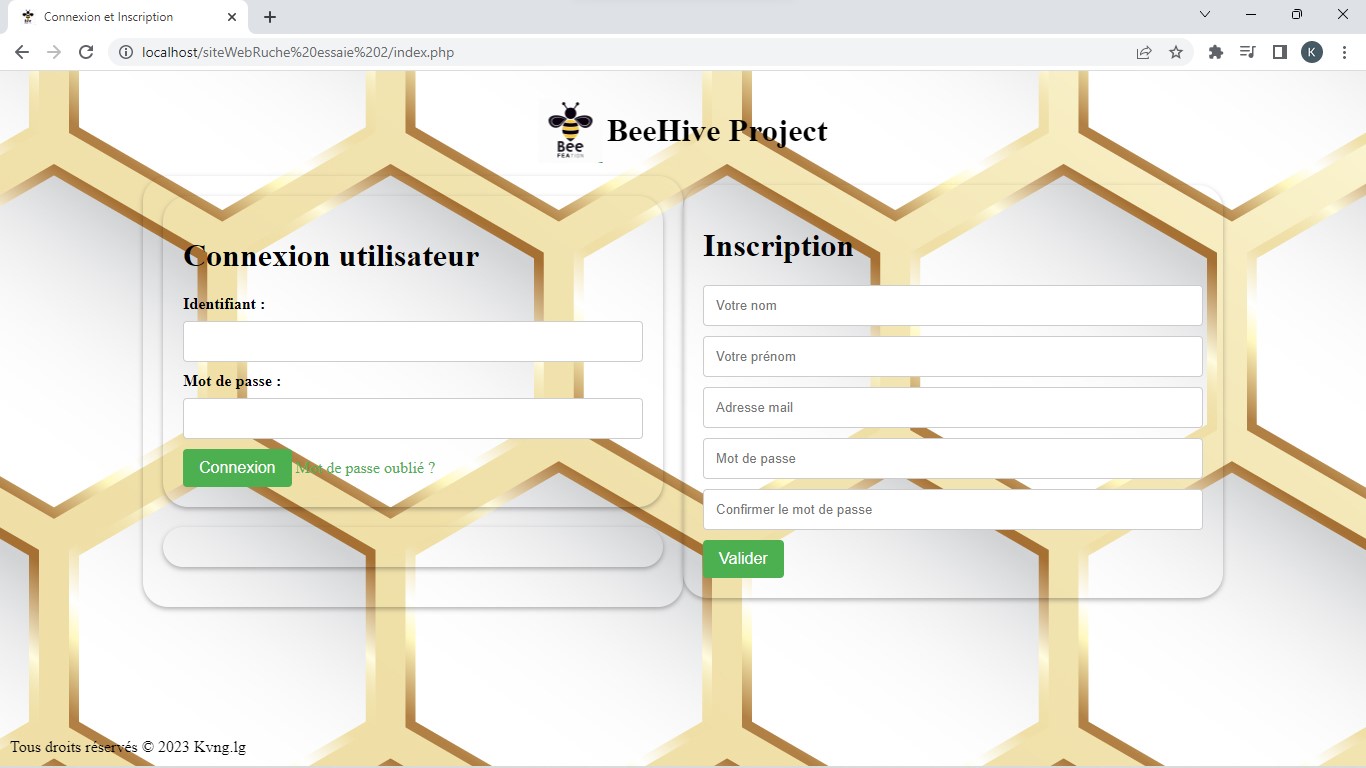 Connexion et Inscription
localhost/siteWebRuche%20essaie%202/index.php
K
Bee
FEATION
BeeHive Project
Connexion utilisateur
Identifiant :
Mot de passe :
Connexion
Mot de passe oublié ?
Inscription
Votre nom
Votre prénom
Adresse mail
Mot de passe
Confirmer le mot de passe
Valider
Tous droits réservés © 2023 Kvng.lg